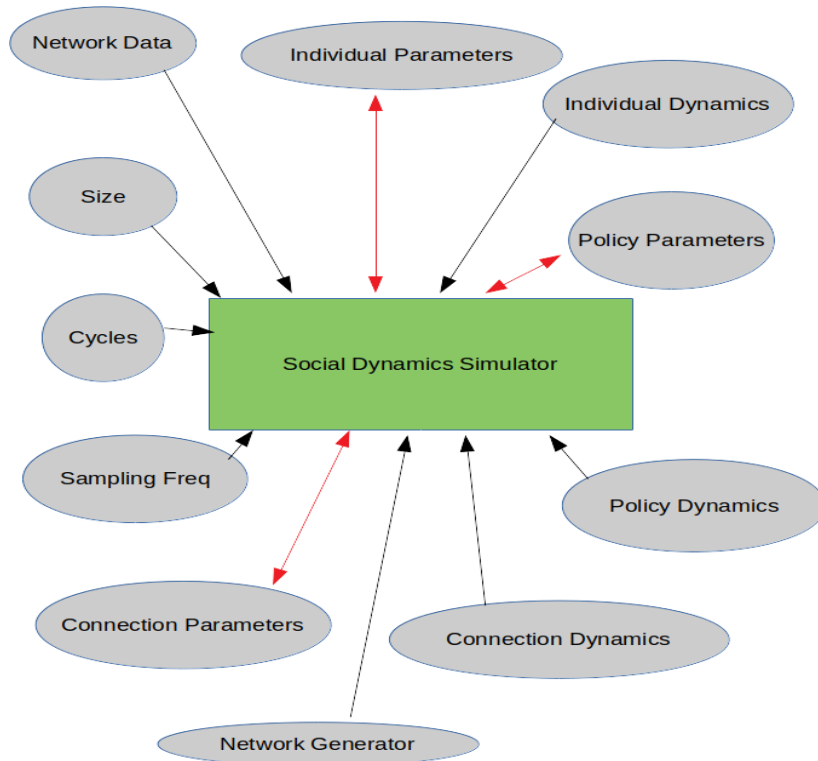 Network Data
Individual Parameters
Individual Dynamics
Size
Policy Parameters
Cycles
Social Dynamics Simulator
Sampling Freq
Policy Dynamics
Connection Parameters
Connection Dynamics
Network Generator